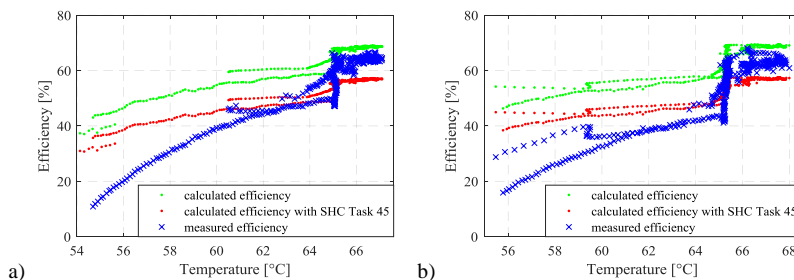 80
60
40
20
0
Efficiency [%]
54 56 58 60 62 64 66
Temperature [°C]
calculated efficiency
calculated efficiency with SHC Task 45
measured efficiency
a)
80
60
40
20
0
Efficiency [%]
56 58 60 62 64 66 68
Temperature [°C]
calculated efficiency
calculated efficiency with SHC Task 45
measured efficiency
b)